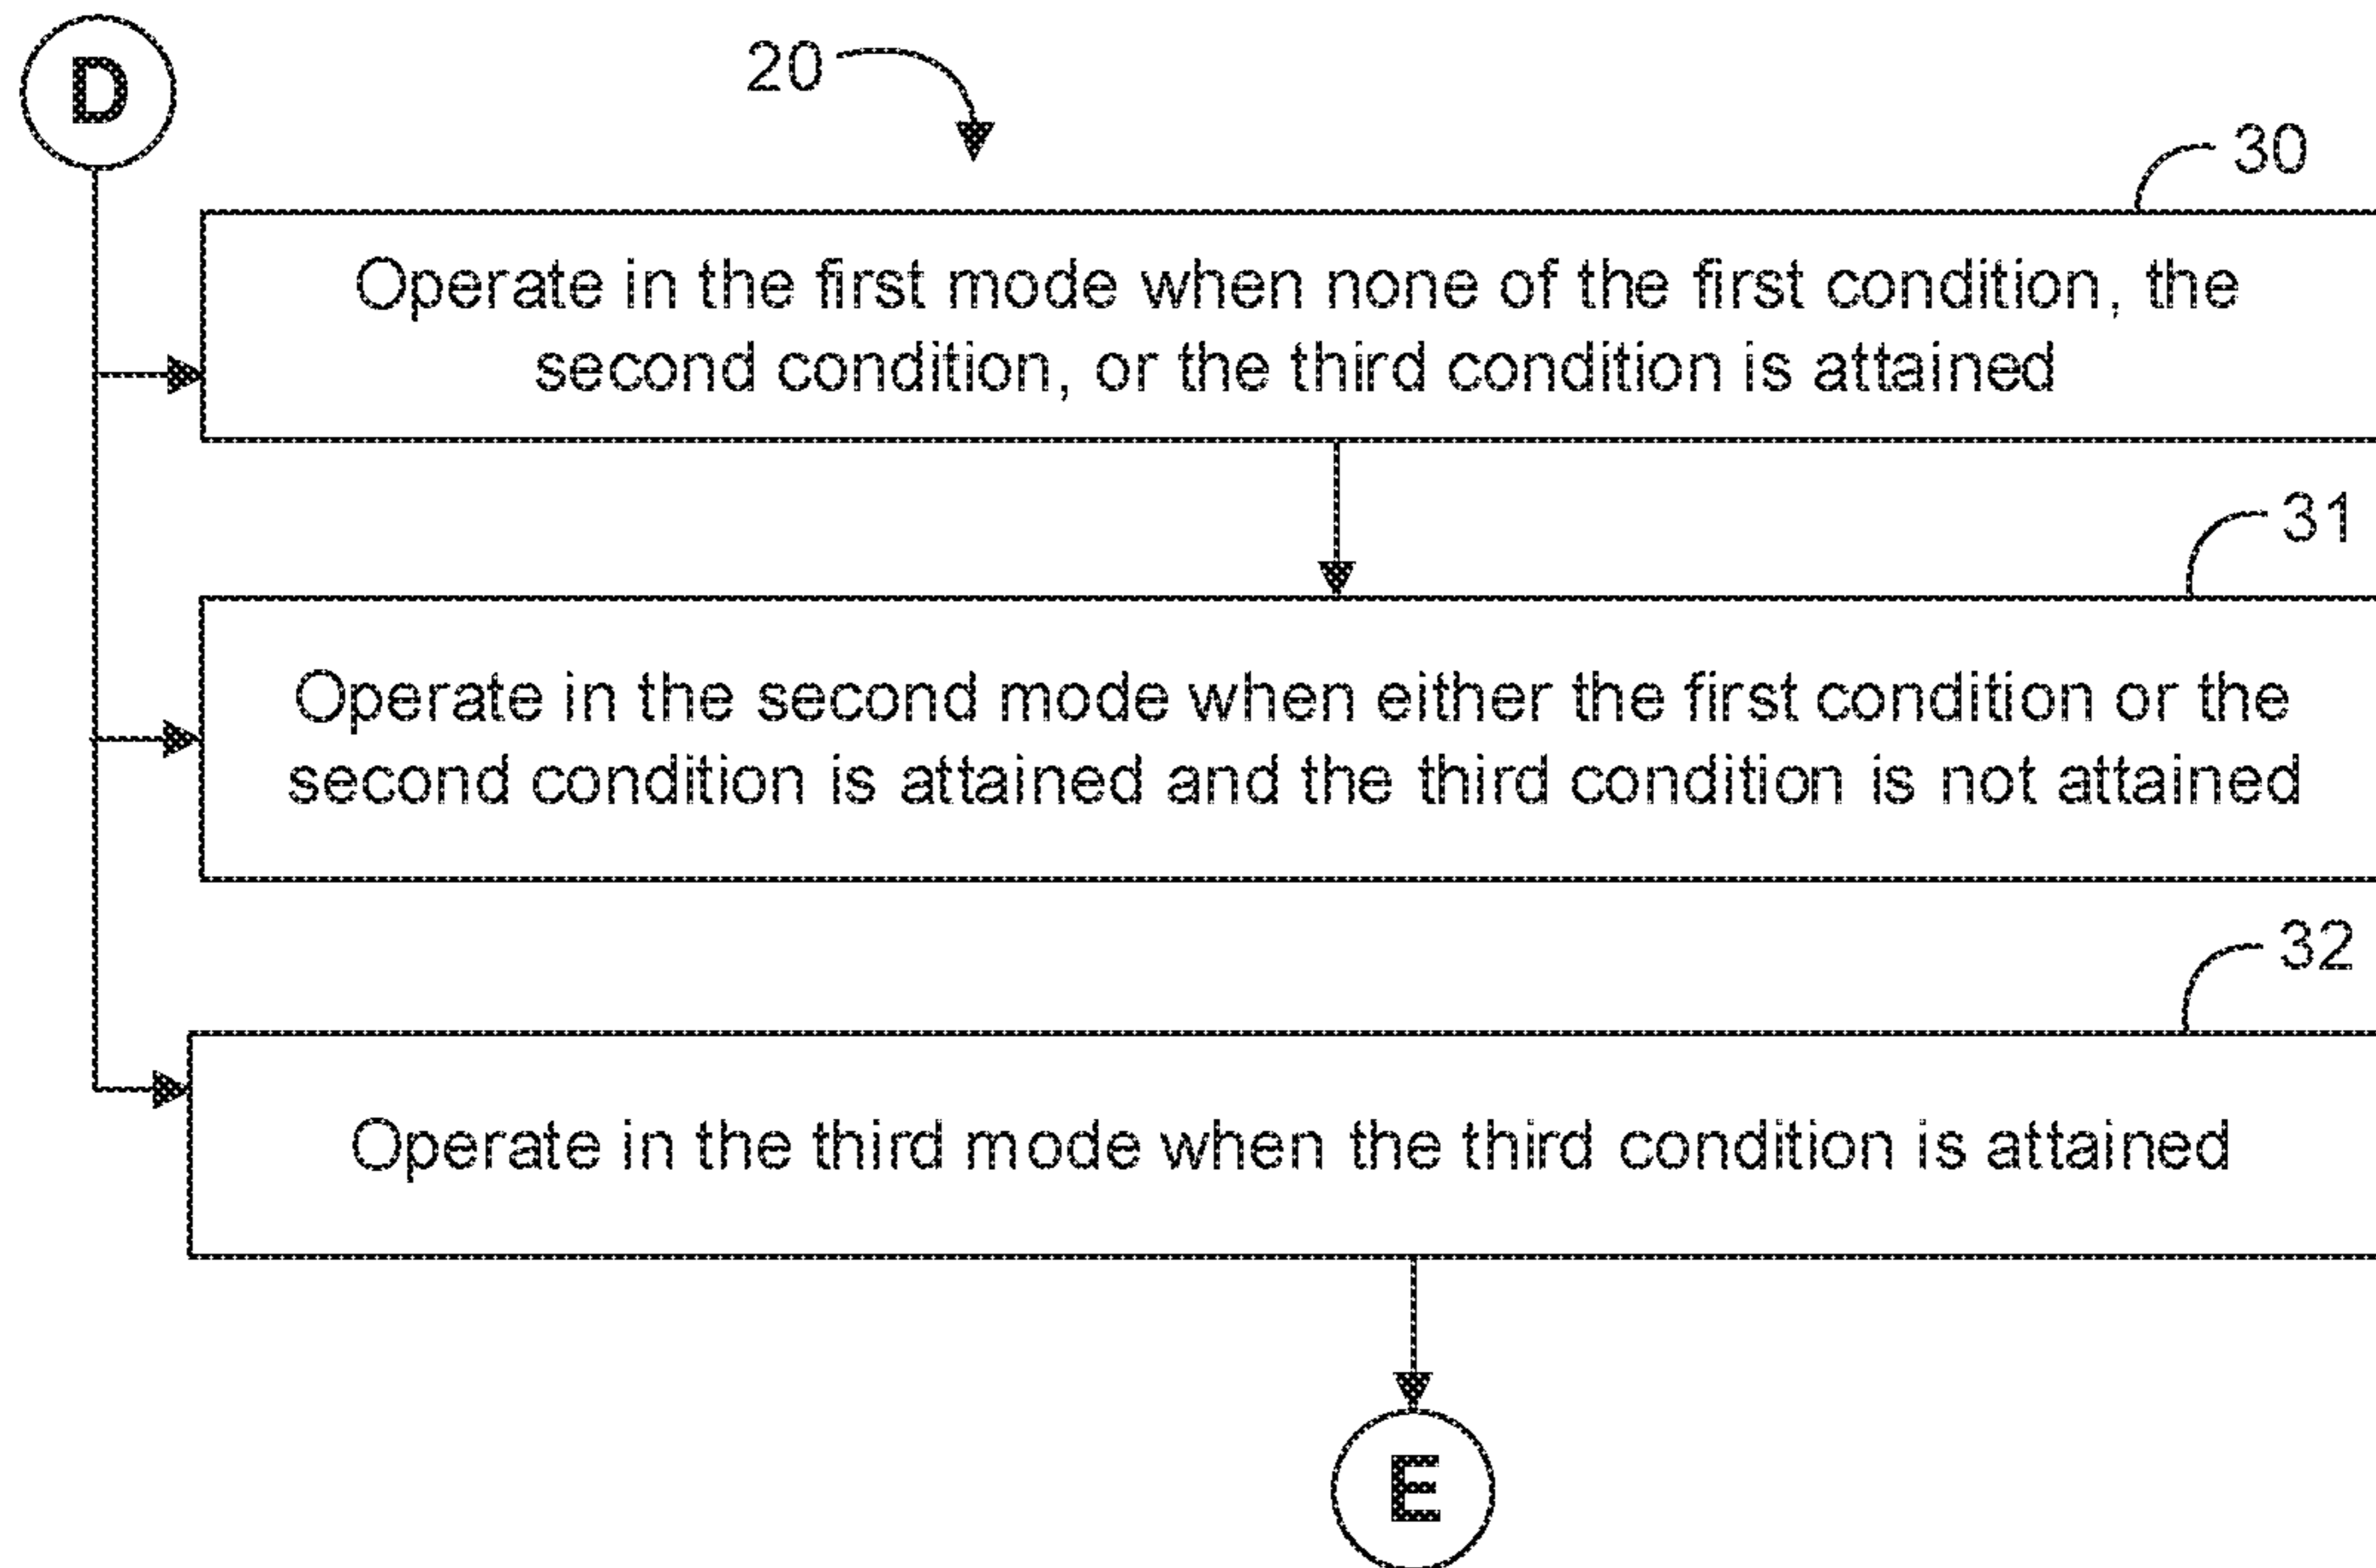 D
20
30
Operate in the first mode when none of the first condition, the
second condition, or the third condition is attained
31
Operate in the second mode when either the first condition or the
second condition is attained and the third condition is not attained
32
Operate in the third mode when the third condition is attained
E